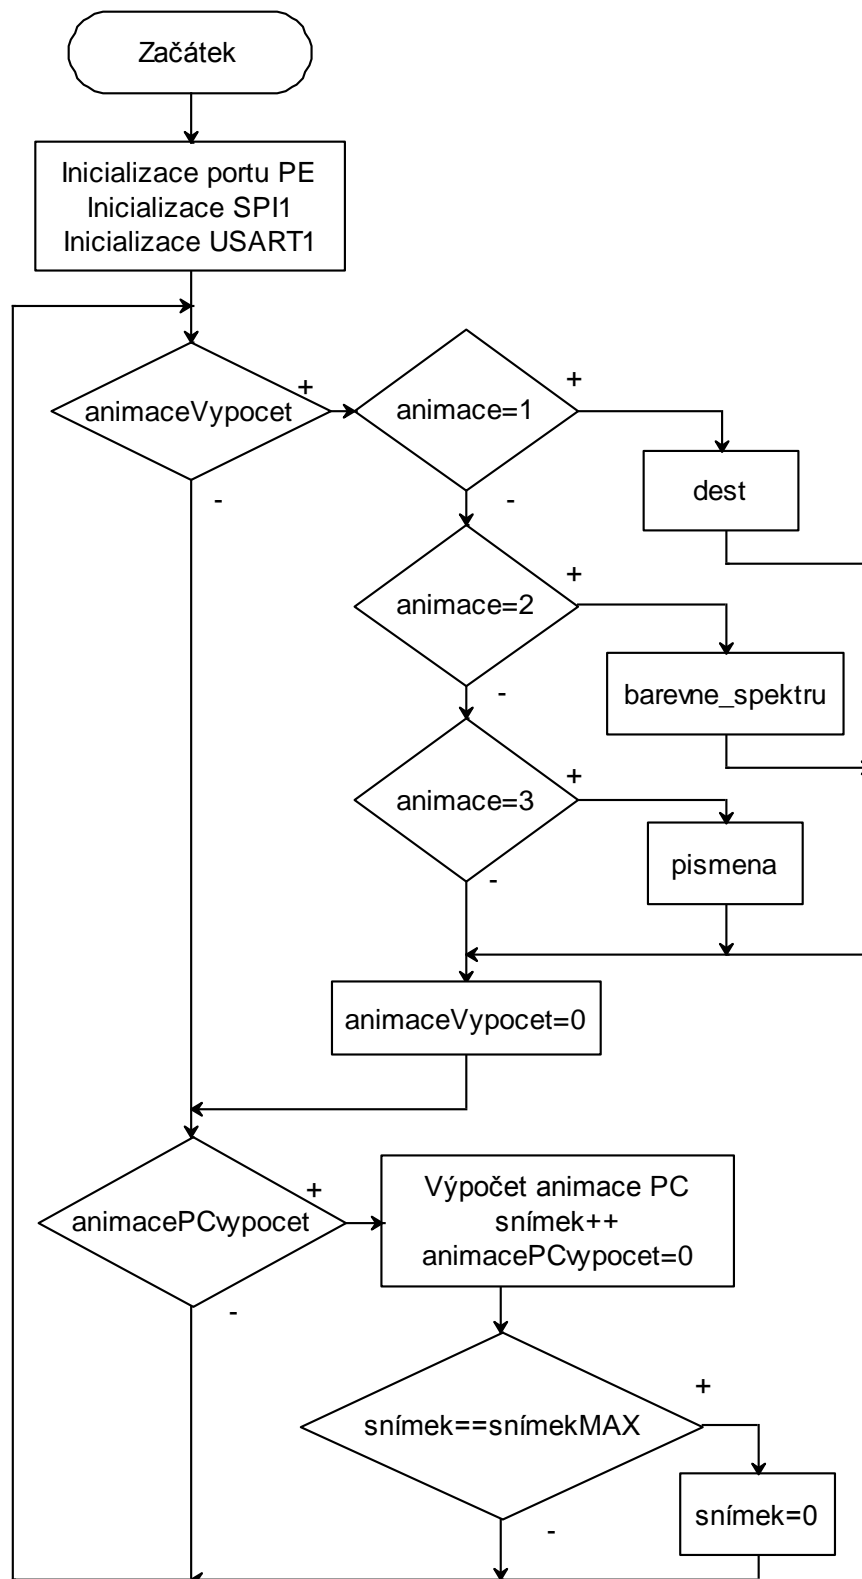 Začátek
Inicializace portu PE
Inicializace SPI1
Inicializace USART1
animaceVypocet
+
-
animace=1
+
-
dest
animace=2
+
-
barevne_spektru
animace=3
+
-
pismena
animaceVypocet=0
animacePCvypocet
+
-
Výpočet animace PC
snímek++
animacePCvypocet=0
snímek==snímekMAX
+
-
snímek=0